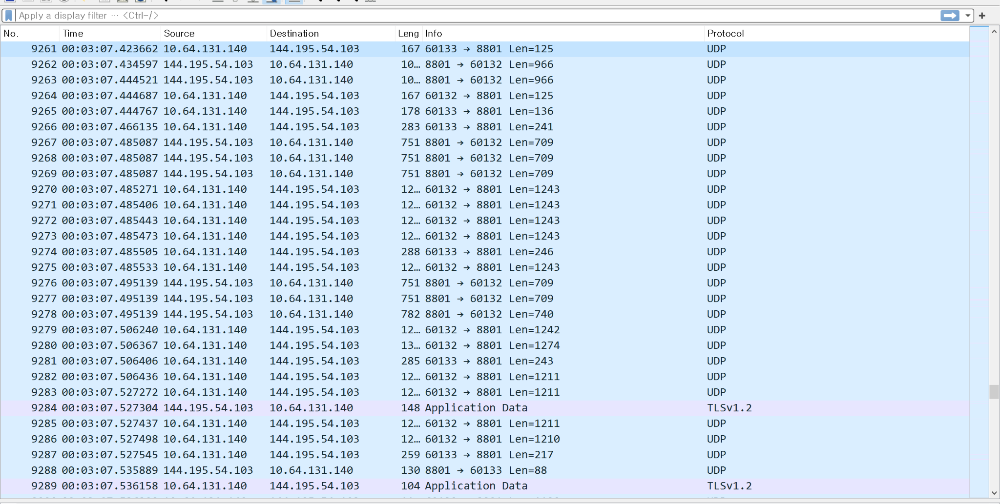 Apply a display filter ... <Ctrl-/>
No. Time Source Destination Leng Info Protocol
9261 00:03:07.423662 10.64.131.140 144.195.54.103 167 60133 → 8801 Len=125 UDP
9262 00:03:07.434597 144.195.54.103 10.64.131.140 10… 8801 → 60132 Len=966 UDP
9263 00:03:07.444521 144.195.54.103 10.64.131.140 10… 8801 → 60132 Len=966 UDP
9264 00:03:07.444687 10.64.131.140 144.195.54.103 167 60132 → 8801 Len=125 UDP
9265 00:03:07.444767 10.64.131.140 144.195.54.103 178 60133 → 8801 Len=136 UDP
9266 00:03:07.466135 10.64.131.140 144.195.54.103 283 60133 → 8801 Len=241 UDP
9267 00:03:07.485087 144.195.54.103 10.64.131.140 751 8801 → 60132 Len=709 UDP
9268 00:03:07.485087 144.195.54.103 10.64.131.140 751 8801 → 60132 Len=709 UDP
9269 00:03:07.485087 144.195.54.103 10.64.131.140 751 8801 → 60132 Len=709 UDP
9270 00:03:07.485271 10.64.131.140 144.195.54.103 12… 60132 → 8801 Len=1243 UDP
9271 00:03:07.485406 10.64.131.140 144.195.54.103 12… 60132 → 8801 Len=1243 UDP
9272 00:03:07.485443 10.64.131.140 144.195.54.103 12… 60132 → 8801 Len=1243 UDP
9273 00:03:07.485473 10.64.131.140 144.195.54.103 12… 60132 → 8801 Len=1243 UDP
9274 00:03:07.485505 10.64.131.140 144.195.54.103 288 60133 → 8801 Len=246 UDP
9275 00:03:07.485533 10.64.131.140 144.195.54.103 12… 60132 → 8801 Len=1243 UDP
9276 00:03:07.495139 144.195.54.103 10.64.131.140 751 8801 → 60132 Len=709 UDP
9277 00:03:07.495139 144.195.54.103 10.64.131.140 751 8801 → 60132 Len=709 UDP
9278 00:03:07.495139 144.195.54.103 10.64.131.140 782 8801 → 60132 Len=740 UDP
9279 00:03:07.506240 10.64.131.140 144.195.54.103 12… 60132 → 8801 Len=1242 UDP
9280 00:03:07.506367 10.64.131.140 144.195.54.103 13… 60132 → 8801 Len=1274 UDP
9281 00:03:07.506406 10.64.131.140 144.195.54.103 285 60133 → 8801 Len=243 UDP
9282 00:03:07.506436 10.64.131.140 144.195.54.103 12… 60132 → 8801 Len=1211 UDP
9283 00:03:07.527272 10.64.131.140 144.195.54.103 12… 60132 → 8801 Len=1211 UDP
9284 00:03:07.527304 144.195.54.103 10.64.131.140 148 Application Data TLSv1.2
9285 00:03:07.527437 10.64.131.140 144.195.54.103 12… 60132 → 8801 Len=1211 UDP
9286 00:03:07.527498 10.64.131.140 144.195.54.103 12… 60132 → 8801 Len=1210 UDP
9287 00:03:07.527545 10.64.131.140 144.195.54.103 259 60133 → 8801 Len=217 UDP
9288 00:03:07.535889 144.195.54.103 10.64.131.140 130 8801 → 60133 Len=88 UDP
9289 00:03:07.536158 10.64.131.140 144.195.54.103 104 Application Data TLSv1.2